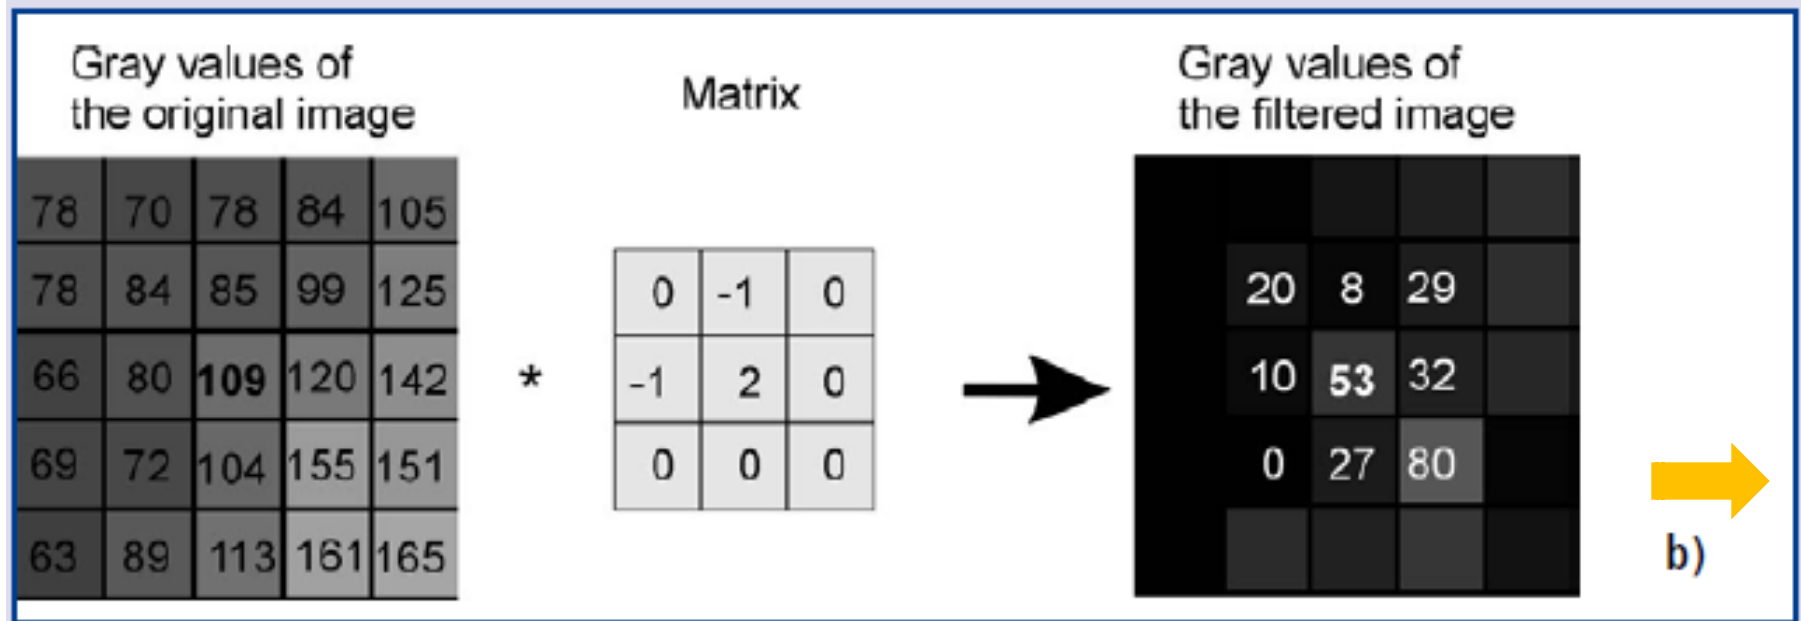 Gray values of
the original image
Matrix
Gray values of
the filtered image
78 70 78 84 105
78 84 85 99 125
66 80 109 120 142
69 72 104 155 151
63 89 113 161 165
*
0 -1 0
-1 2 0
0 0 0
20 8 29
10 53 32
0 27 80
b)